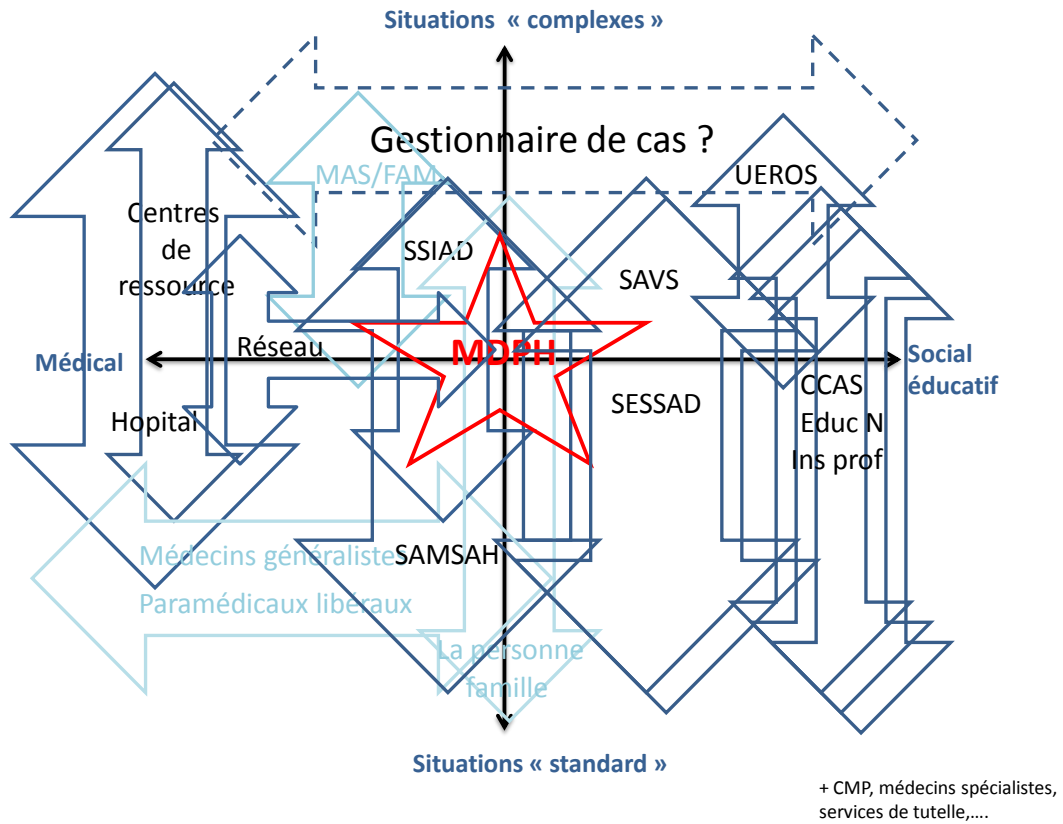 Situations « complexes »
Gestionnaire de cas ?
MAS/FAM
UEROS
Centres
de
ressource
SSIAD
SAVS
Réseau
MDPH
Médical
Social
éducatif
Hopital
SESSAD
CCAS
Educ N
Ins prof
Médecins généralistes
SAMSAH
Paramédicaux libéraux
La personne
famille
Situations « standard »
+ CMP, médecins spécialistes,
services de tutelle,....